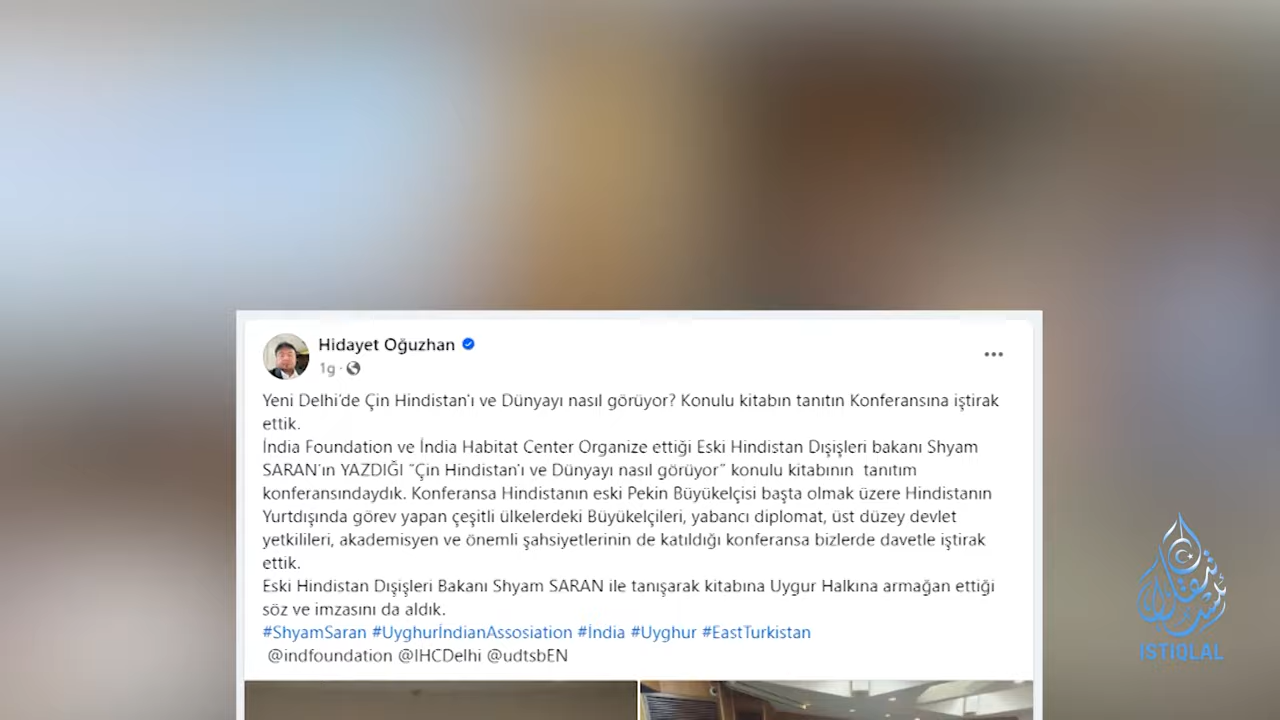 Hidayet Oğuzhan
1g ·
Yeni Delhi'de Çin Hindistan'ı ve Dünyayı nasıl görüyor? Konulu kitabın tanıtın Konferansına iştirak
ettik.
İndia Foundation ve İndia Habitat Center Organize ettiği Eski Hindistan Dışişleri bakanı Shyam
SARAN'ın YAZDIĞI "Çin Hindistan'ı ve Dünyayı nasıl görüyor" konulu kitabının tanıtım
konferansındaydık. Konferansa Hindistanın eski Pekin Büyükelçisi başta olmak üzere Hindistanın
Yurtdışında görev yapan çeşitli ülkelerdeki Büyükelçileri, yabancı diplomat, üst düzey devlet
yetkilileri, akademisyen ve önemli şahsiyetlerinin de katıldığı konferansa bizlerde davetle iştirak
ettik.
Eski Hindistan Dışişleri Bakanı Shyam SARAN ile tanışarak kitabına Uygur Halkına armağan ettiği
söz ve imzasını da aldık.
#ShyamSaran #UyghurİndianAssosiation #İndia #Uyghur #EastTurkistan
@indfoundation @IHCDelhi @udtsbEN
ISTIQLAL